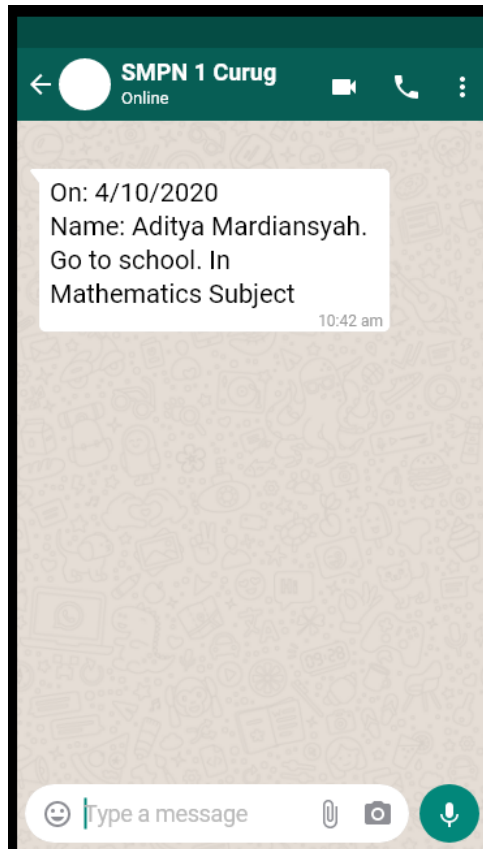 SMPN 1 Curug
Online
On: 4/10/2020
Name: Aditya Mardiansyah.
Go to school. In
Mathematics Subject
10:42 am
Type a message